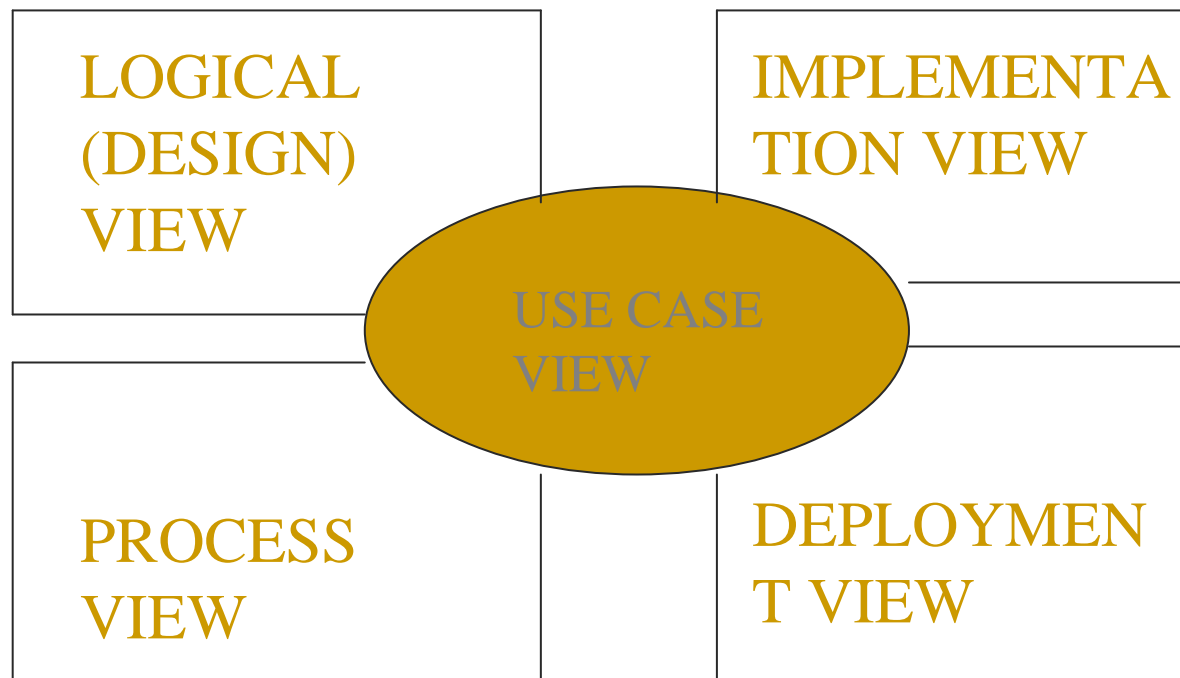 LOGICAL
(DESIGN)
VIEW
IMPLEMENTA
TION VIEW
USE CASE
VIEW
PROCESS
VIEW
DEPLOYMEN
T VIEW